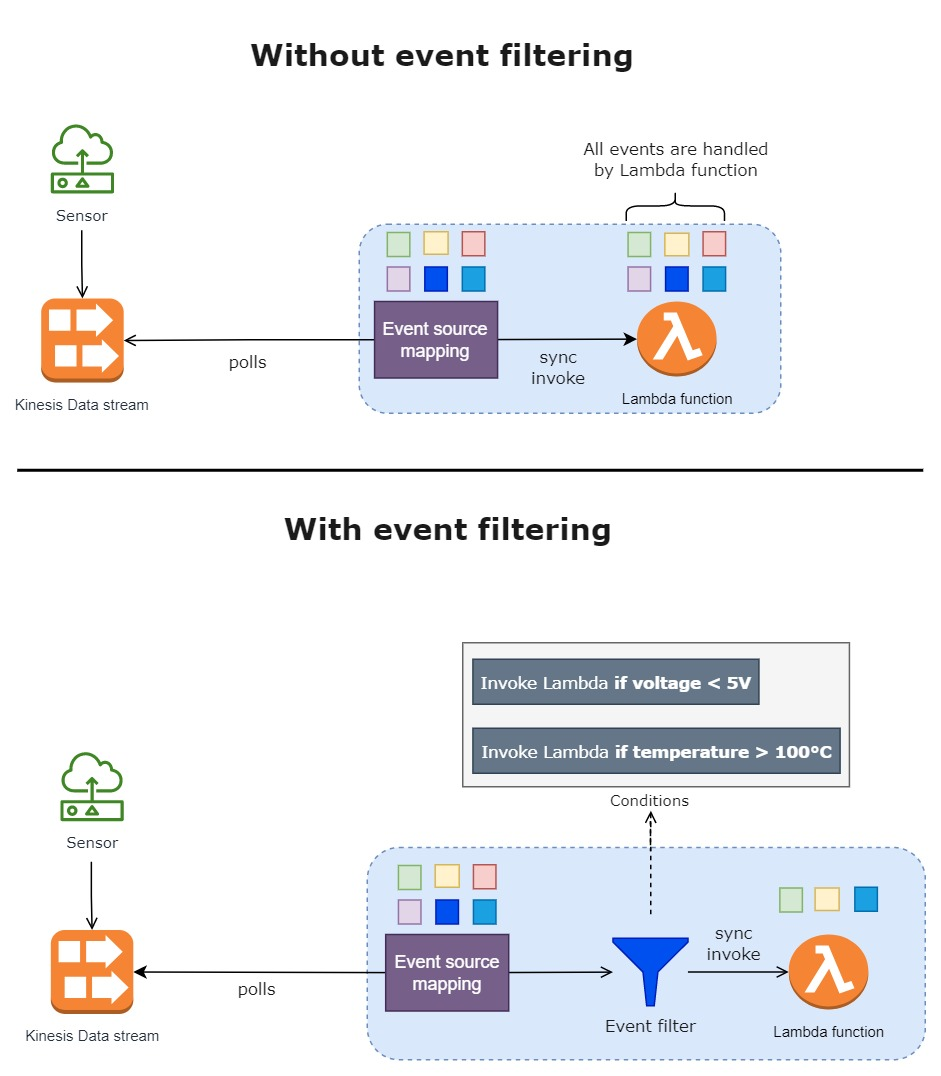 Without event filtering
All events are handled
by Lambda function
Sensor
Event source
mapping
polls
sync
invoke
Kinesis Data stream
Lambda function
With event filtering
Invoke Lambda if voltage < 5V
Invoke Lambda if temperature > 100°C
Conditions
Sensor
sync
invoke
Event source
mapping
polls
Event filter
Lambda function
Kinesis Data stream